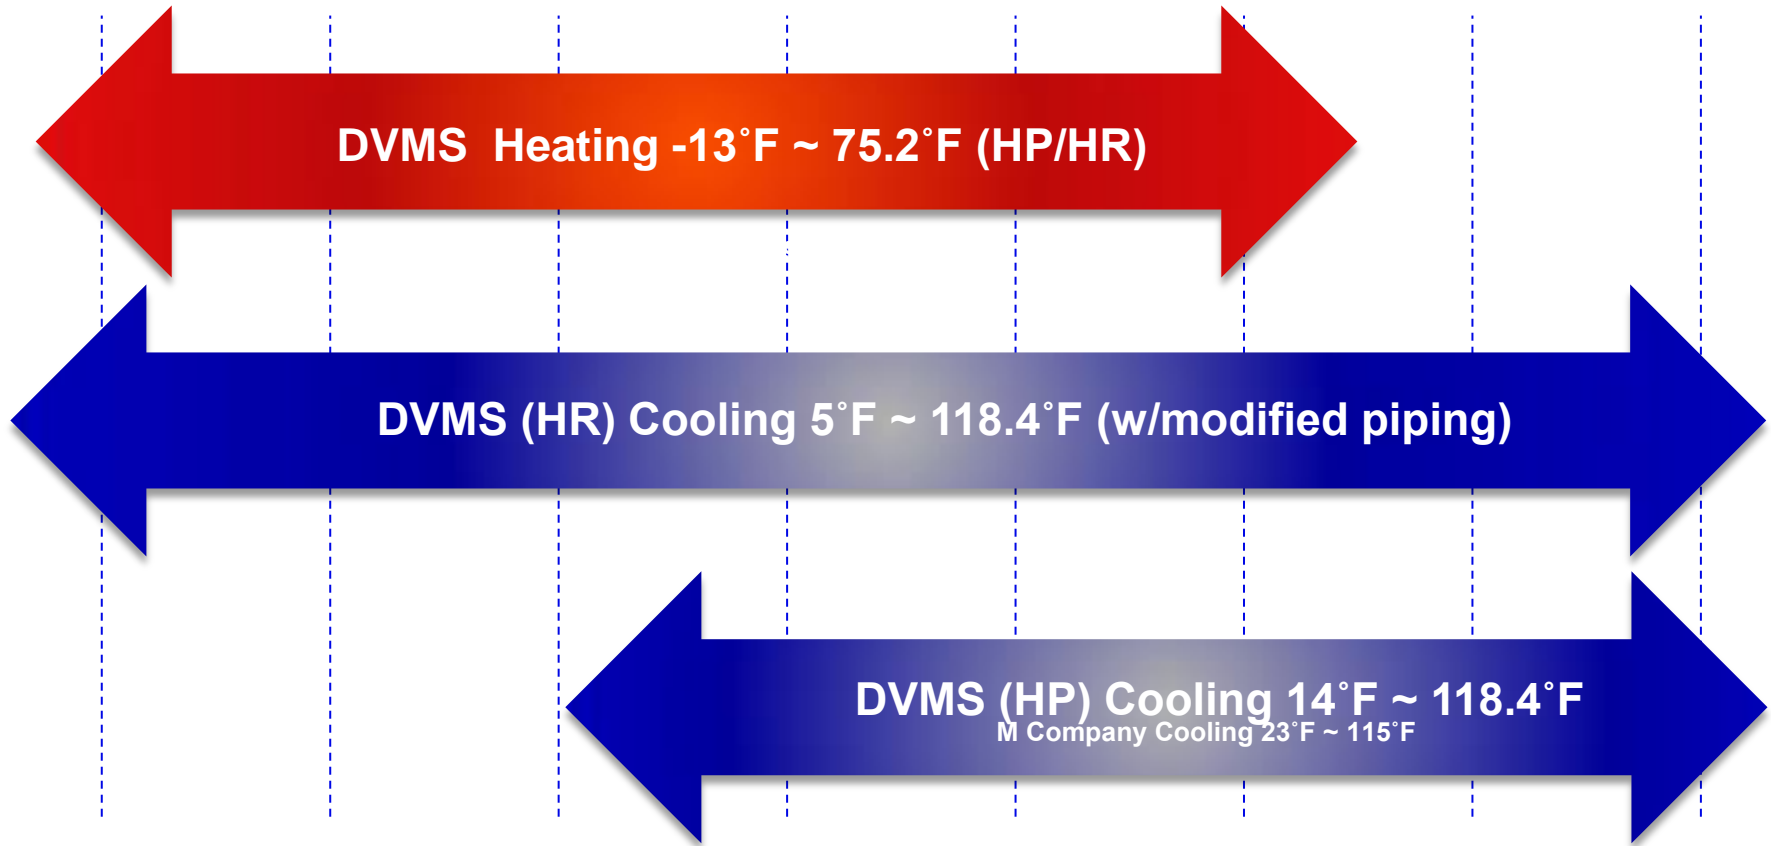 DVMS Heating -13˚F ~ 75.2˚F (HP/HR)
DVMS (HR) Cooling 5˚F ~ 118.4˚F (w/modified piping)
DVMS (HP) Cooling 14˚F ~ 118.4˚F
M Company Cooling 23˚F ~ 115˚F